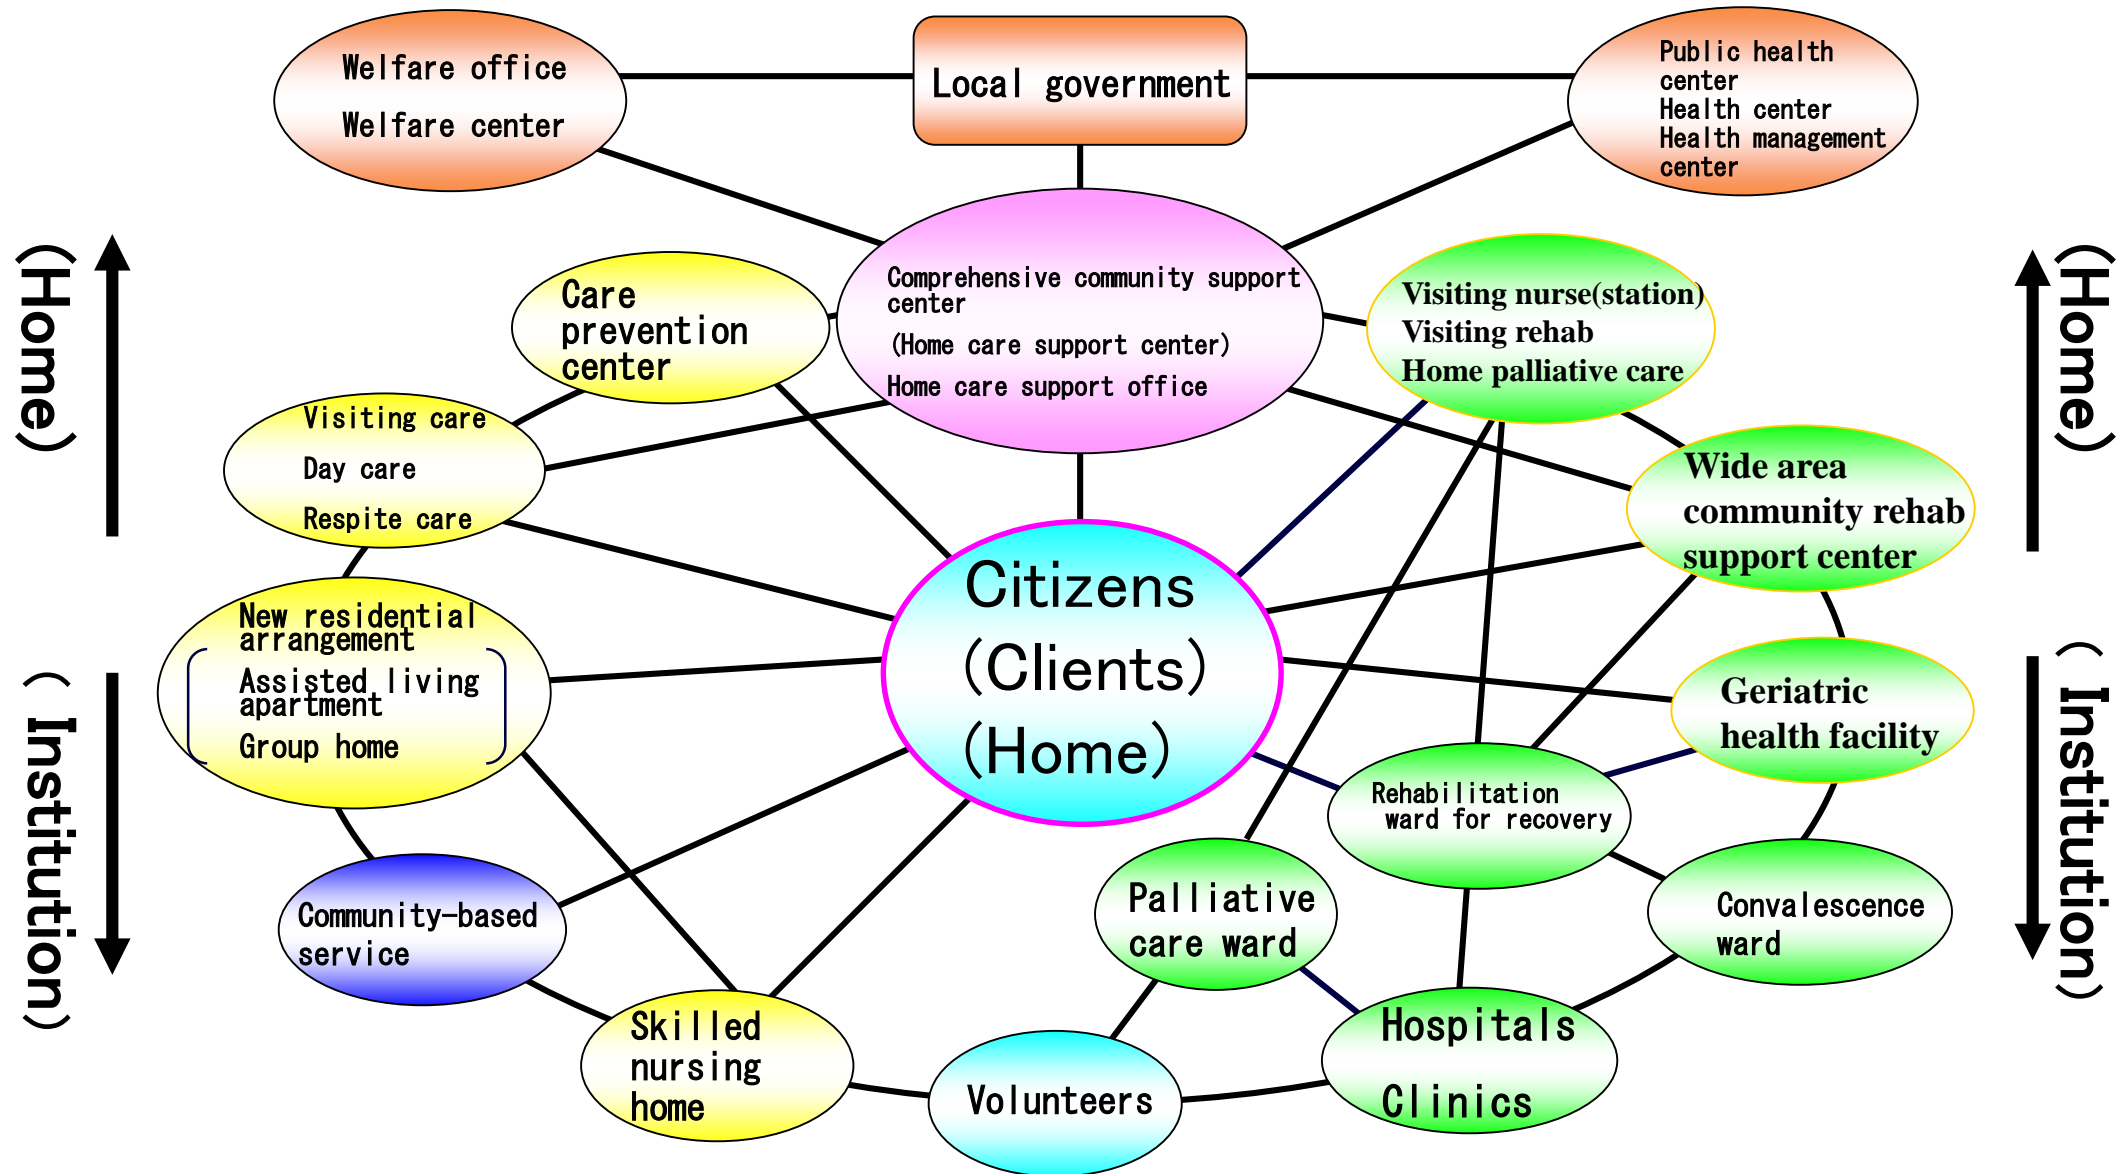 Welfare office
Welfare center
Local government
Public health
center
Health center
Health management
center
(Home)
Care
prevention
center
Comprehensive community support
center
(Home care support center)
Home care support office
Visiting nurse(station)
Visiting rehab
Home palliative care
(Home)
Visiting care
Day care
Respite care
Wide area
community rehab
support center
Citizens
(Clients)
(Home)
New residential
arrangement
Assisted living
apartment
Group home
Geriatric
health facility
( Institution)
( Institution)
Rehabilitation
ward for recovery
Community-based
service
Palliative
care ward
Convalescence
ward
Skilled
nursing
home
Volunteers
Hospitals
Clinics